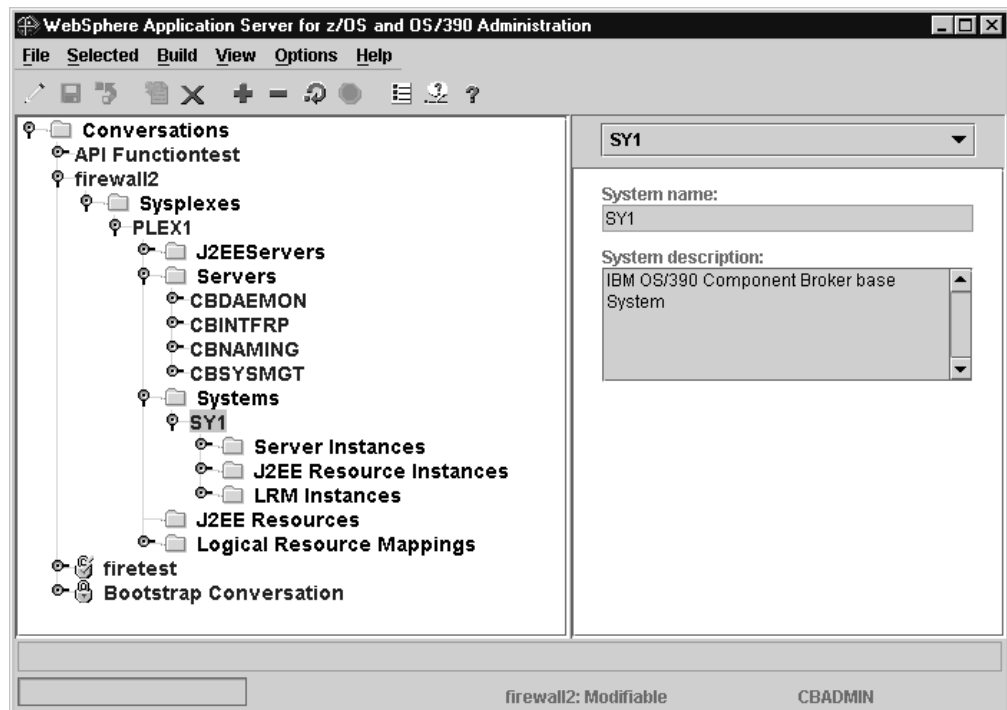 WebSphere Application Server for z/OS and OS/390 Administration
File Selected Build View Options Help
Conversations
API Functiontest
firewall2
Sysplexes
PLEX1
J2EEServers
Servers
CBDAEMON
CBINTFRP
CBNAMING
CBSYSMGT
Systems
SY1
Server Instances
J2EE Resource Instances
LRM Instances
J2EE Resources
Logical Resource Mappings
firetest
Bootstrap Conversation
SY1
System name:
SY1
System description:
IBM OS/390 Component Broker base
System
firewall2: Modifiable CBADMIN